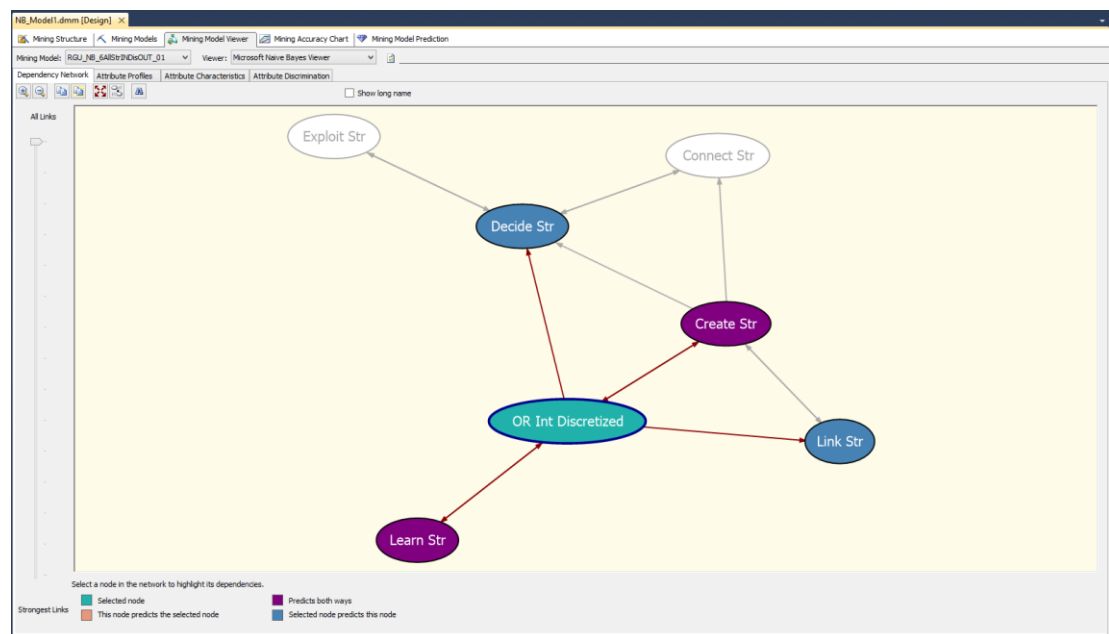 NB_Model1.dmm [Design] ×
Mining Structure Mining Models Mining Model Viewer Mining Accuracy Chart Mining Model Prediction
Mining Model: RGU_NB_6AllStrINDisOUT_01 Viewer: Microsoft Naive Bayes Viewer
Dependency Network Attribute Profiles Attribute Characteristics Attribute Discrimination
Show long name
All Links
Exploit Str
Connect Str
Decide Str
Create Str
OR Int Discretized
Link Str
Learn Str
Select a node in the network to highlight its dependencies.
Strongest Links
Selected node
Predicts both ways
This node predicts the selected node
Selected node predicts this node